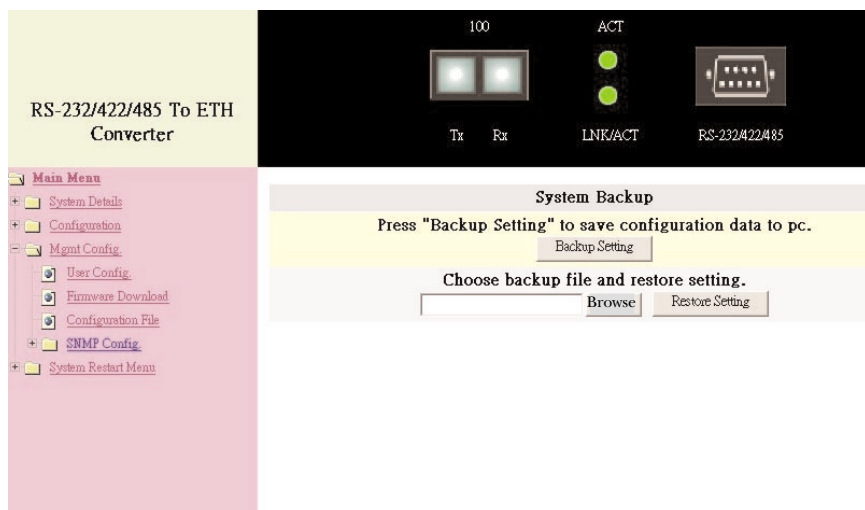 RS-232/422/485 To ETH
Converter
100
ACT
Tx Rx
LNK/ACT
RS-232/422/485
Main Menu
System Details
Configuration
Mgmt Config.
User Config.
Firmware Download
Configuration File
SNMP Config.
System Restart Menu
System Backup
Press "Backup Setting" to save configuration data to pc.
Backup Setting
Choose backup file and restore setting.
Browse
Restore Setting